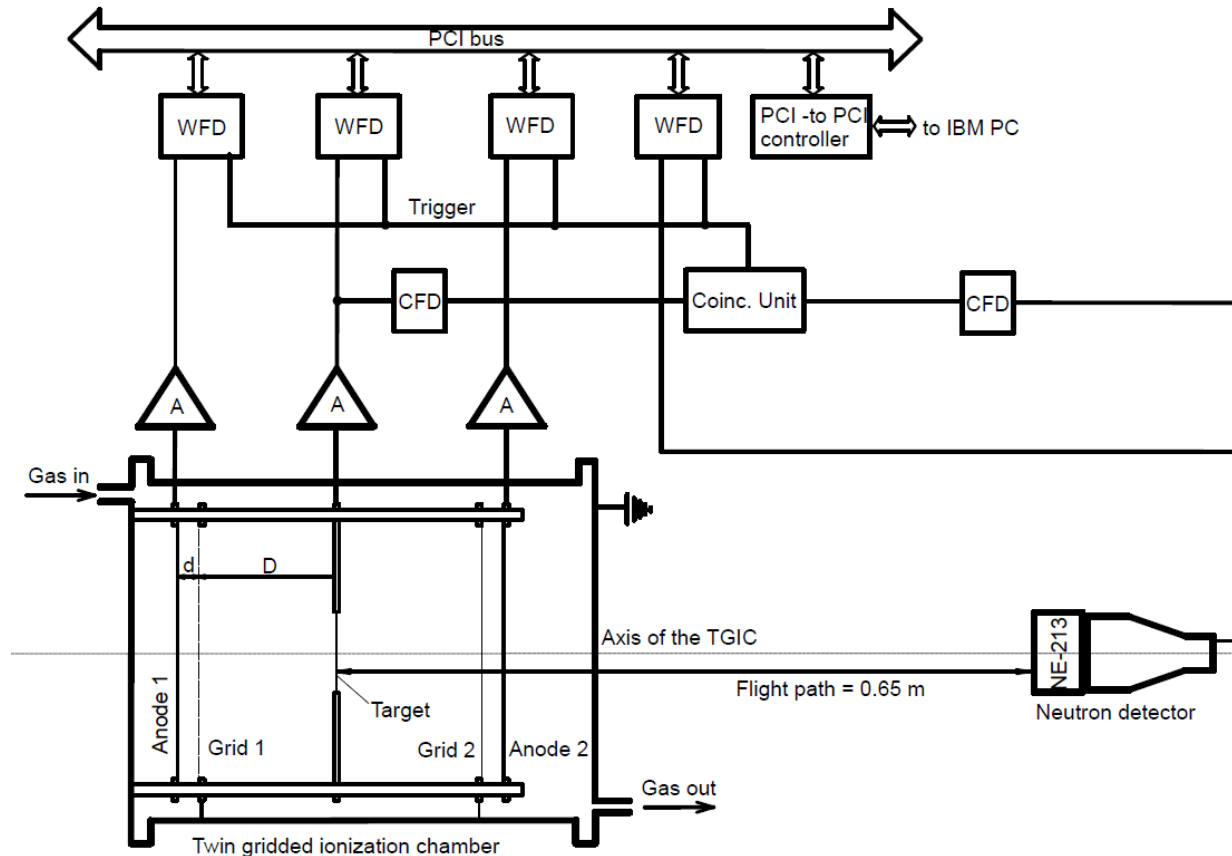 PCI bus
WFD
WFD
WFD
WFD
PCI -to PCI
controller
to IBM PC
Trigger
CFD
Coinc. Unit
CFD
A
A
A
Gas in
d
D
Axis of the TGIC
NE-213
Flight path = 0.65 m
Neutron detector
Anode 1
Target
Grid 1
Grid 2
Anode 2
Gas out
Twin gridded ionization chamber